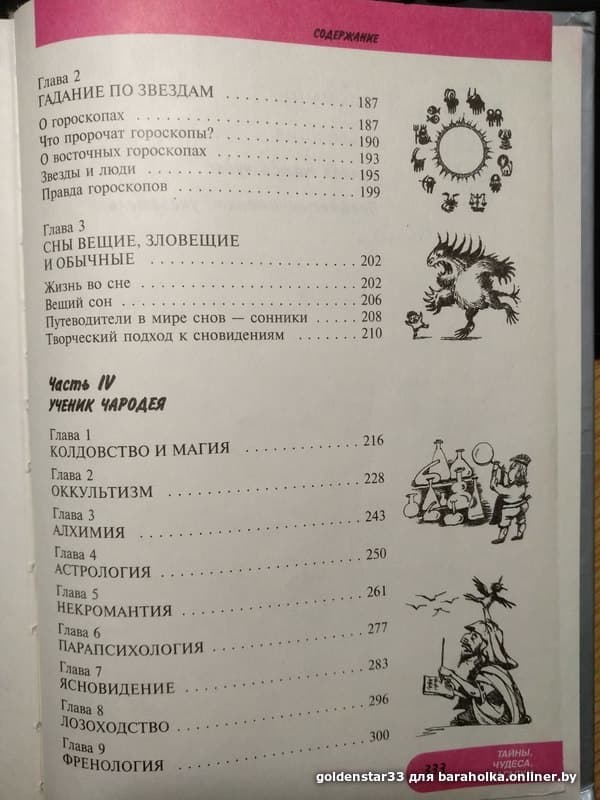 СОДЕРЖАНИЕ
Глава 2
ГАДАНИЕ ПО ЗВЕЗДАМ . . . . . . . . . . . . 187
О гороскопах . . . . . . . . . . . . . . . . . . . . 187
Что пророчат гороскопы? . . . . . . . . . . . . 190
О восточных гороскопах . . . . . . . . . . . . . 193
Звезды и люди . . . . . . . . . . . . . . . . . . . 195
Правда гороскопов . . . . . . . . . . . . . . . . 199
Глава 3
СНЫ ВЕЩИЕ, ЗЛОВЕЩИЕ
И ОБЫЧНЫЕ . . . . . . . . . . . . . . . . . . . 202
Жизнь во сне . . . . . . . . . . . . . . . . . . . 202
Вещий сон . . . . . . . . . . . . . . . . . . . . . 206
Путеводители в мире снов — сонники . . . . . 208
Творческий подход к сновидениям . . . . . . . 210
Часть IV
УЧЕНИК ЧАРОДЕЯ
Глава 1
КОЛДОВСТВО И МАГИЯ . . . . . . . . . . . 216
Глава 2
ОККУЛЬТИЗМ . . . . . . . . . . . . . . . . . . 228
Глава 3
АЛХИМИЯ . . . . . . . . . . . . . . . . . . . . 243
Глава 4
АСТРОЛОГИЯ . . . . . . . . . . . . . . . . . . 250
Глава 5
НЕКРОМАНТИЯ . . . . . . . . . . . . . . . . 261
Глава 6
ПАРАПСИХОЛОГИЯ . . . . . . . . . . . . . 277
Глава 7
ЯСНОВИДЕНИЕ . . . . . . . . . . . . . . . . 283
Глава 8
ЛОЗОХОДСТВО . . . . . . . . . . . . . . . . 296
Глава 9
ФРЕНОЛОГИЯ . . . . . . . . . . . . . . . . . 300
ТАЙНЫ,
ЧУДЕСА,
goldenstar33 для baraholka.onliner.by